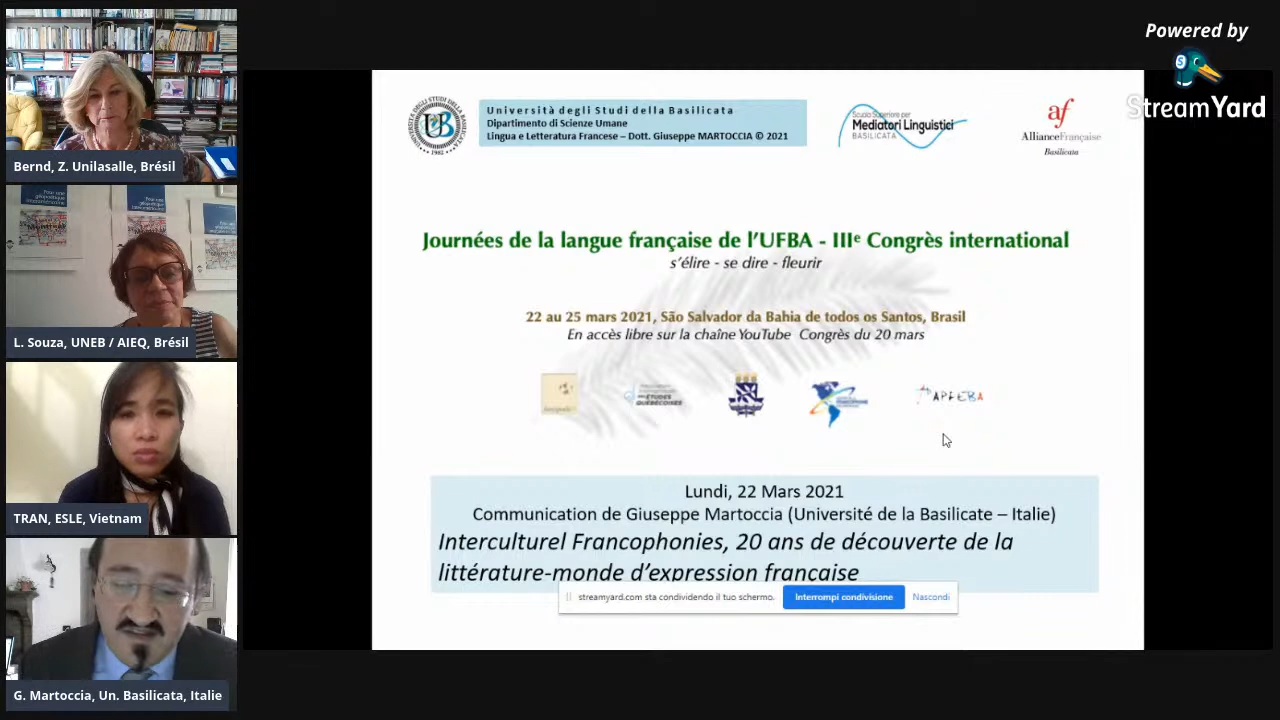 Powered by
StreamYard
Bernd, Z. Unilasalle, Brésil
L. Souza, UNEB / AIEQ, Brésil
TRAN, ESLE, Vietnam
G. Martoccia, Un. Basilicata, Italie
Università degli Studi della Basilicata
Dipartimento di Scienze Umane
Lingua e Letteratura Francese – Dott. Giuseppe MARTOCCIA © 2021
Scuola Superiore per
Mediatori Linguistici
BASILICATA
af
AllianceFrançaise
Basilicata
Journées de la langue française de l'UFBA - IIIᵉ Congrès international
s'élire - se dire - fleurir
22 au 25 mars 2021, São Salvador da Bahia de todos os Santos, Brasil
En accès libre sur la chaîne YouTube Congrès du 20 mars
DES ÉTUDES
QUÉBÉCOISES
APFEBA
Lundi, 22 Mars 2021
Communication de Giuseppe Martoccia (Université de la Basilicate – Italie)
Interculturel Francophonies, 20 ans de découverte de la
littérature-monde d'expression française
streamyard.com sta condividendo il tuo schermo.
Interrompi condivisione
Nascondi